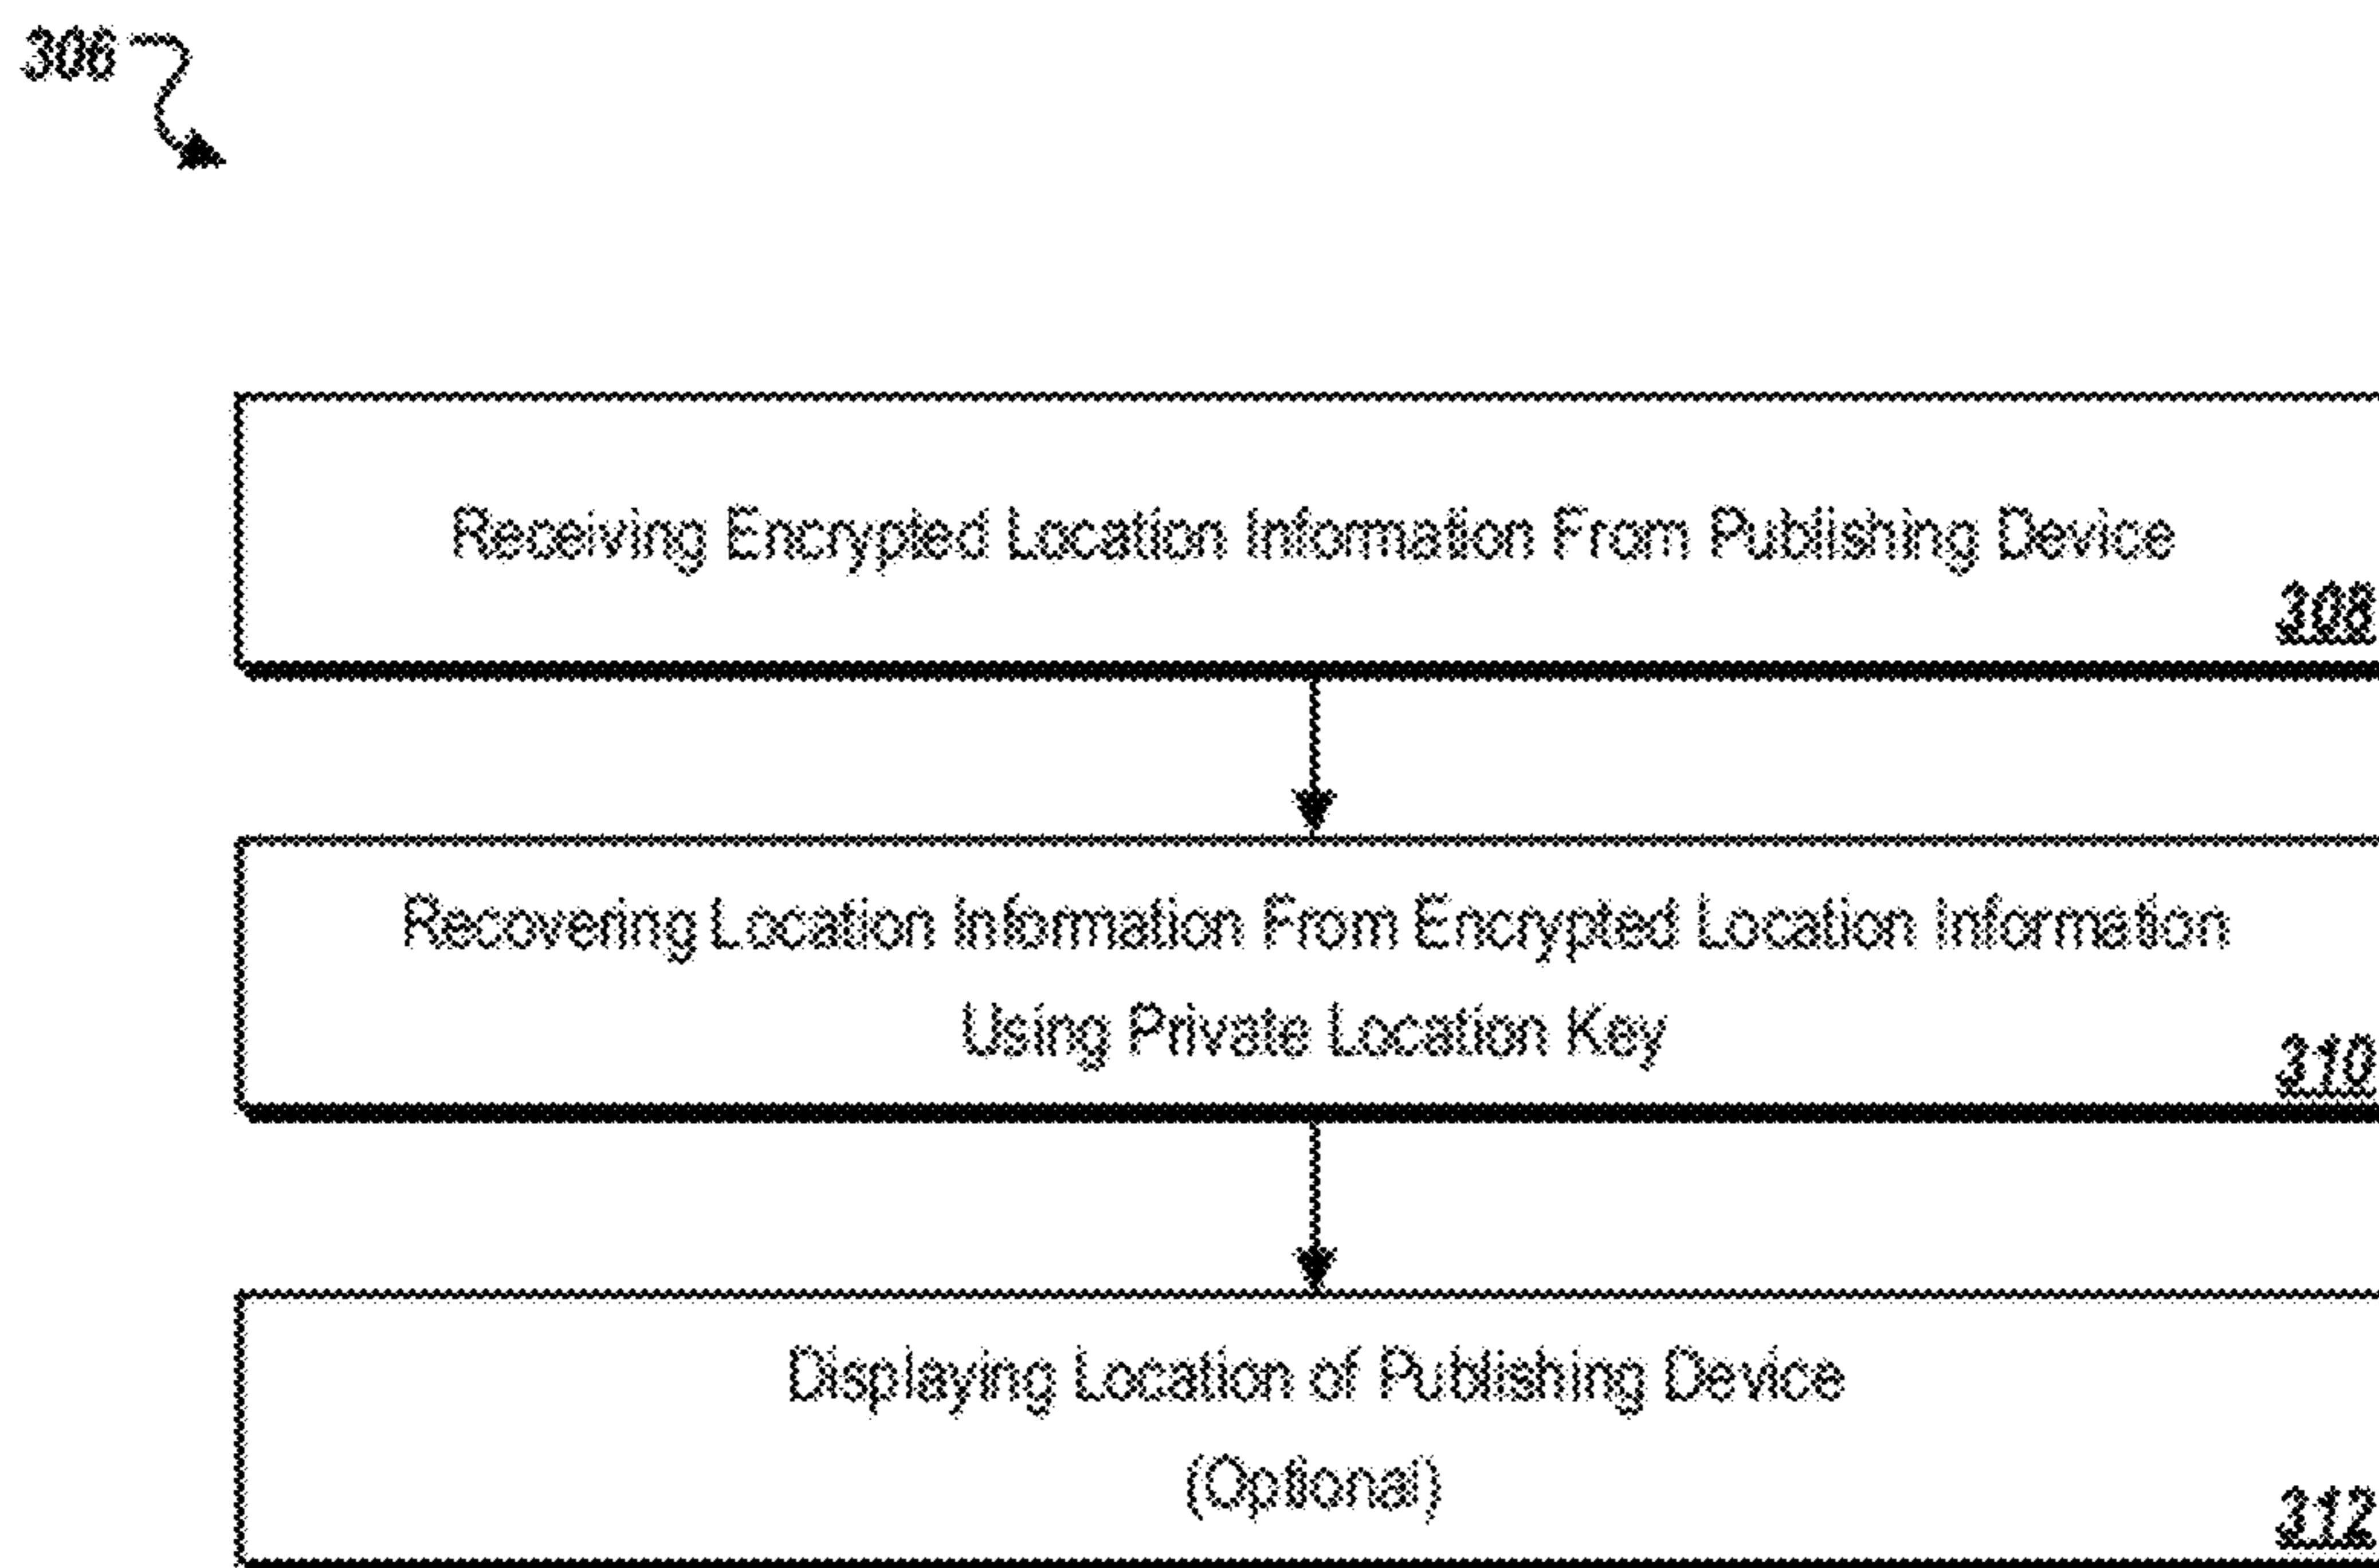 306
Receiving Encrypted Location Information From Publishing Device
308
Recovering Location Information From Encrypted Location Information
Using Private Location Key
310
Displaying Location of Publishing Device
(Optional)
312